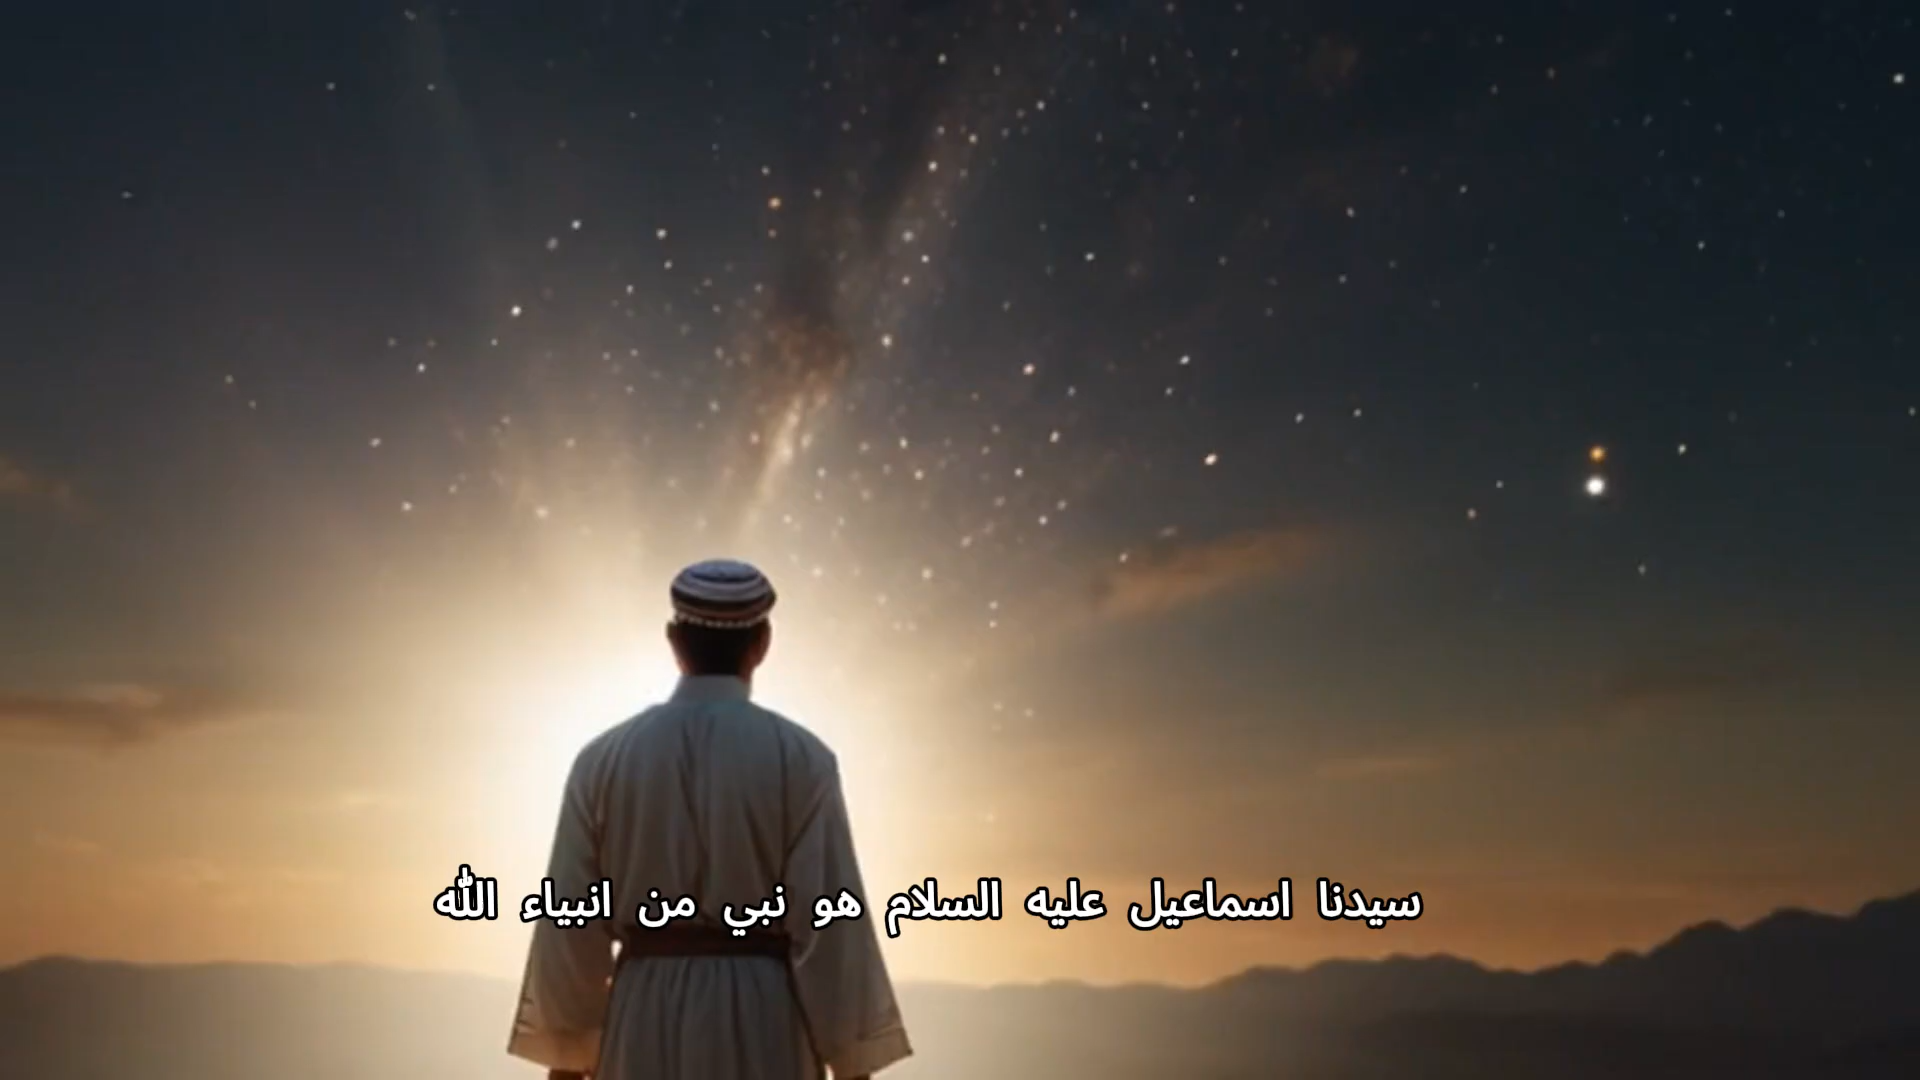 سيدنا اسماعيل عليه السلام هو نبي من انبياء الله